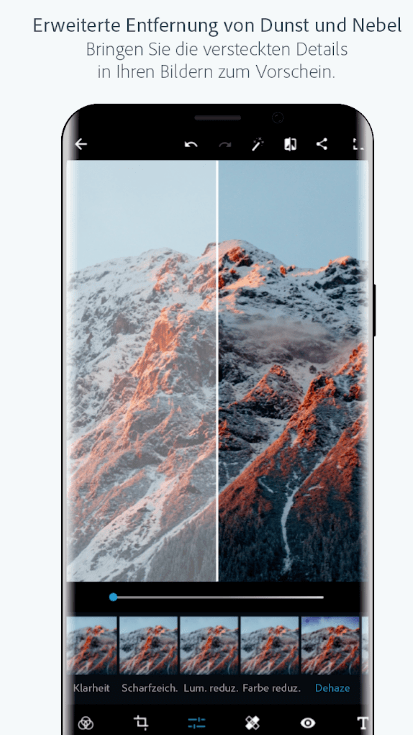 Erweiterte Entfernung von Dunst und Nebel
Bringen Sie die versteckten Details
in Ihren Bildern zum Vorschein.
Klarheit Scharfzeich. Lum. reduz. Farbe reduz. Dehaze
T